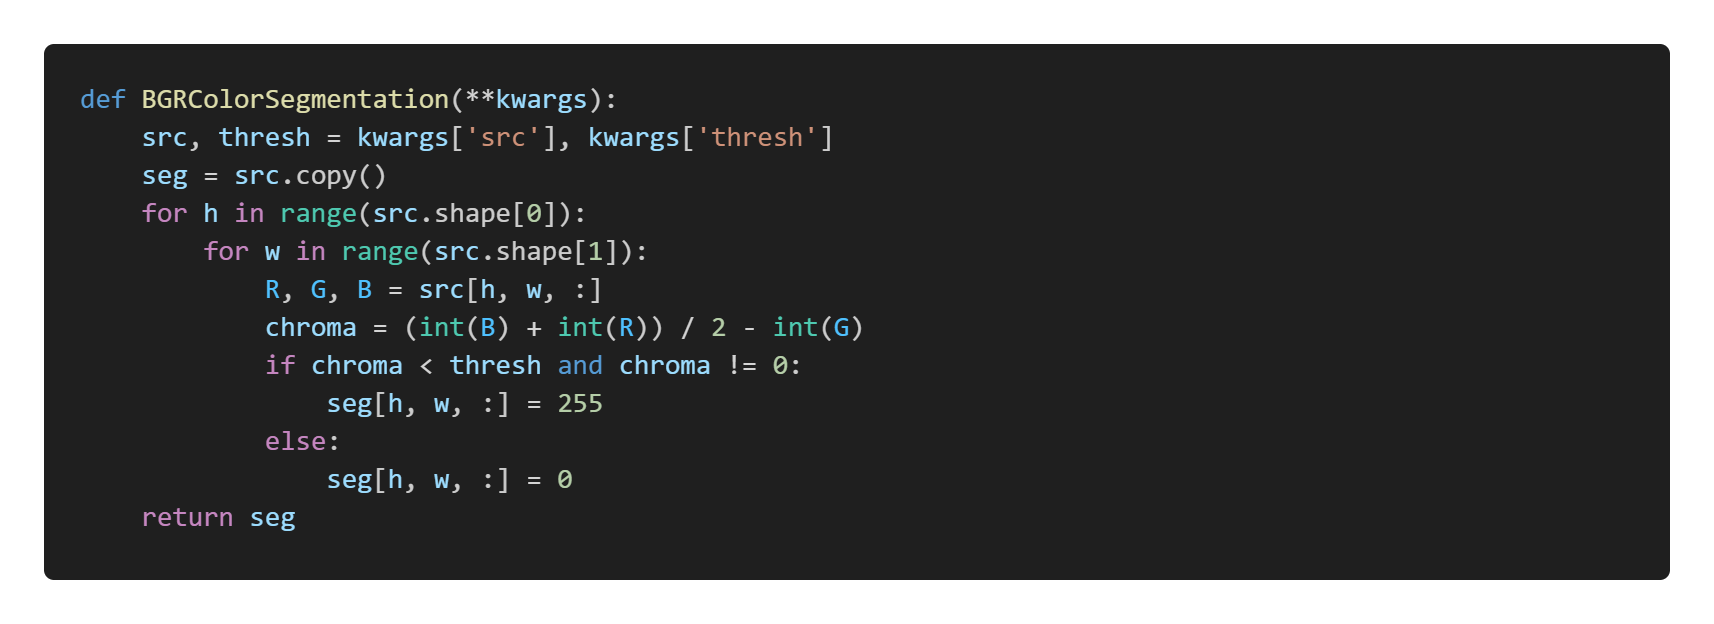 def BGRColorSegmentation(**kwargs):
    src, thresh = kwargs['src'], kwargs['thresh']
    seg = src.copy()
    for h in range(src.shape[0]):
        for w in range(src.shape[1]):
            R, G, B = src[h, w, :]
            chroma = (int(B) + int(R)) / 2 - int(G)
            if chroma < thresh and chroma != 0:
                seg[h, w, :] = 255
            else:
                seg[h, w, :] = 0
    return seg